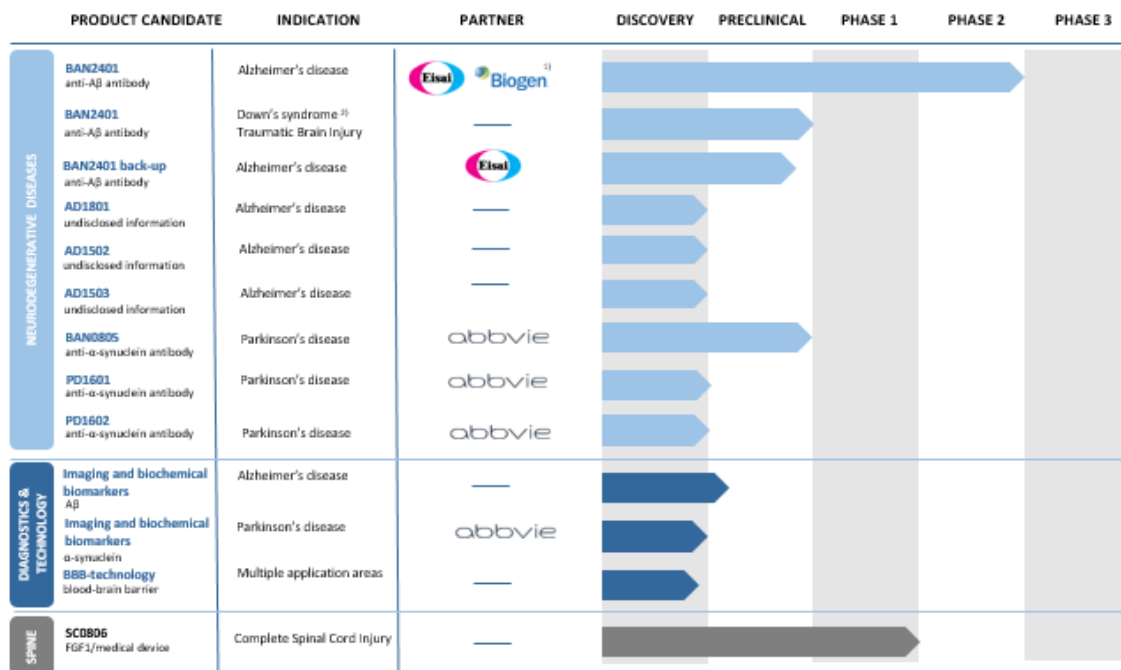 PRODUCT CANDIDATE INDICATION PARTNER DISCOVERY PRECLINICAL PHASE 1 PHASE 2 PHASE 3
NEURODEGENERATIVE DISEASES
BAN2401
anti-Aβ antibody
Alzheimer's disease
Eisai Biogen 1)
BAN2401
anti-Aβ antibody
Down's syndrome 2)
Traumatic Brain Injury
BAN2401 back-up
anti-Aβ antibody
Alzheimer's disease
Eisai
AD1801
undisclosed information
Alzheimer's disease
AD1502
undisclosed information
Alzheimer's disease
AD1503
undisclosed information
Alzheimer's disease
BAN0805
anti-α-synuclein antibody
Parkinson's disease
abbvie
PD1601
anti-α-synuclein antibody
Parkinson's disease
abbvie
PD1602
anti-α-synuclein antibody
Parkinson's disease
abbvie
DIAGNOSTICS &
TECHNOLOGY
Imaging and biochemical
biomarkers
Aβ
Alzheimer's disease
Imaging and biochemical
biomarkers
α-synuclein
Parkinson's disease
abbvie
BBB-technology
blood-brain barrier
Multiple application areas
SPINE
SC0806
FGF1/medical device
Complete Spinal Cord Injury